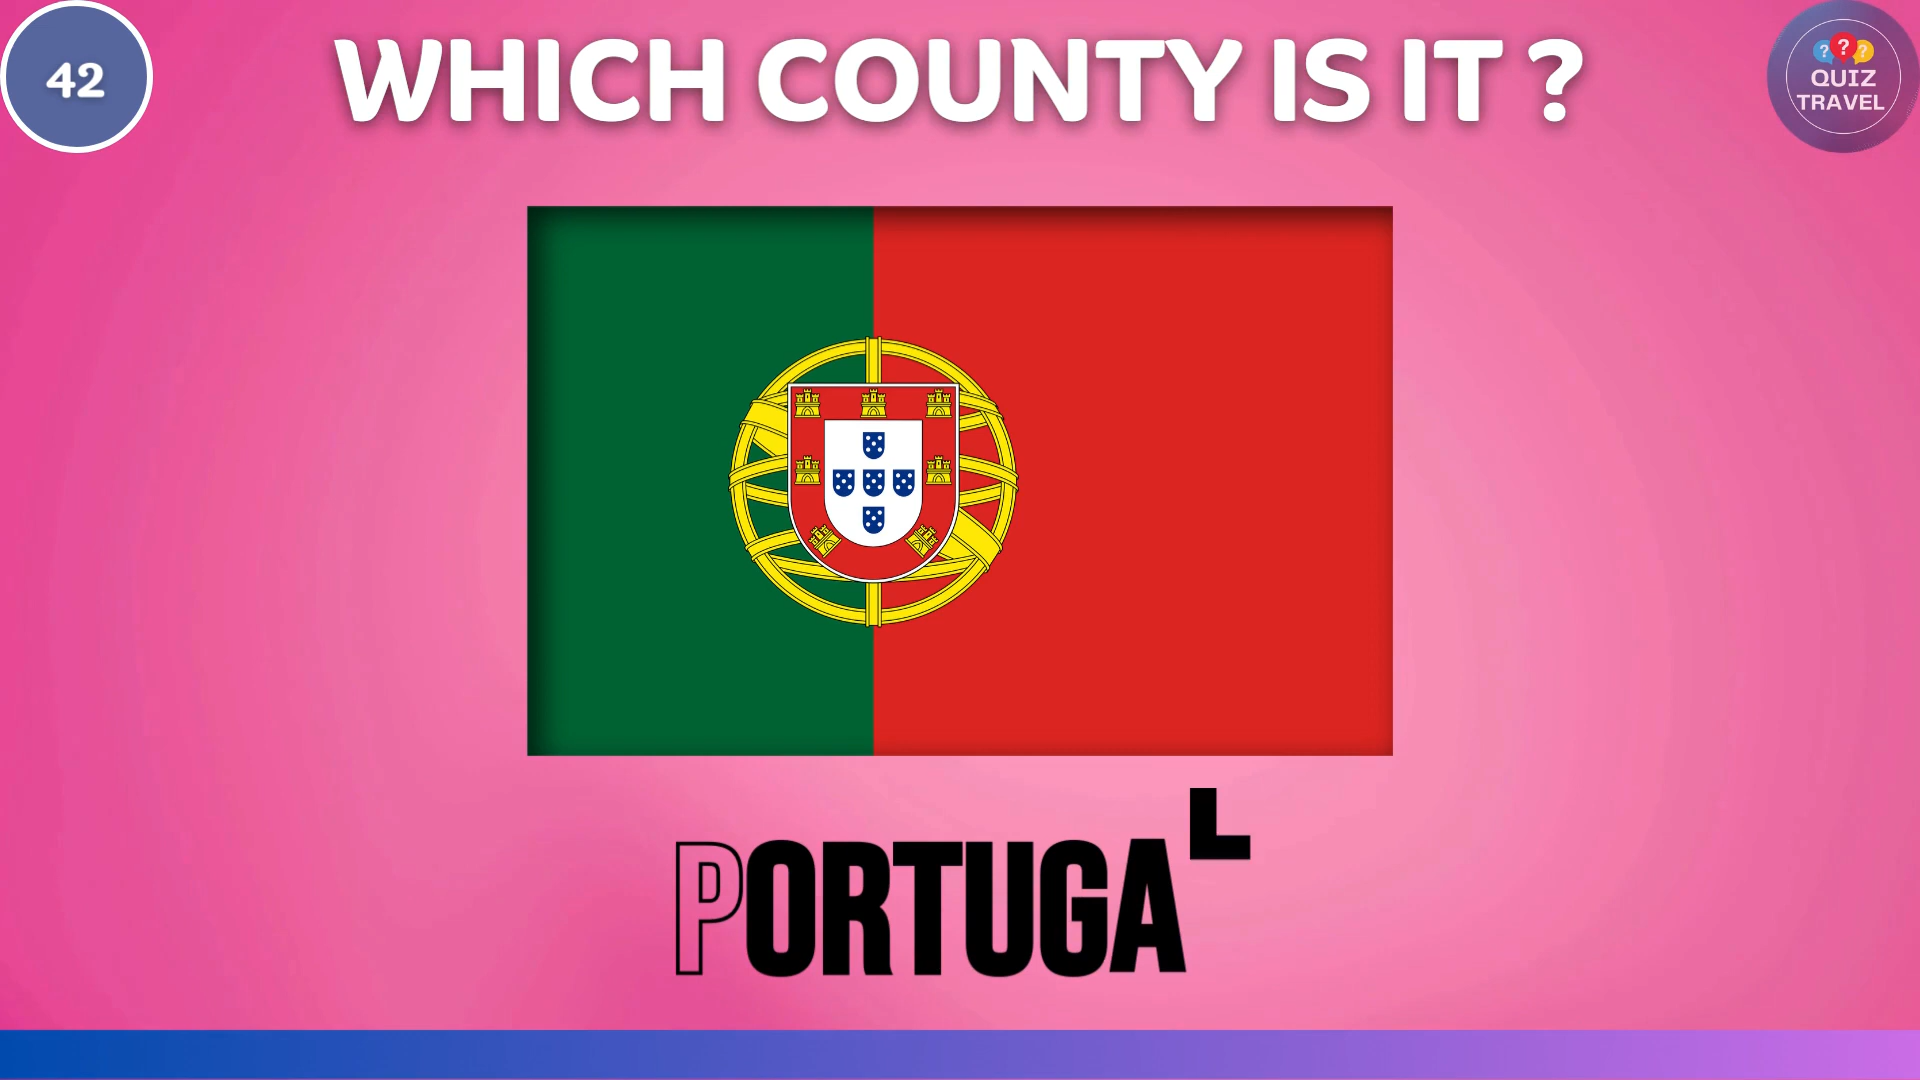 42
WHICH COUNTY IS IT ?
? ? ?
QUIZ
TRAVEL
PORTUGAL